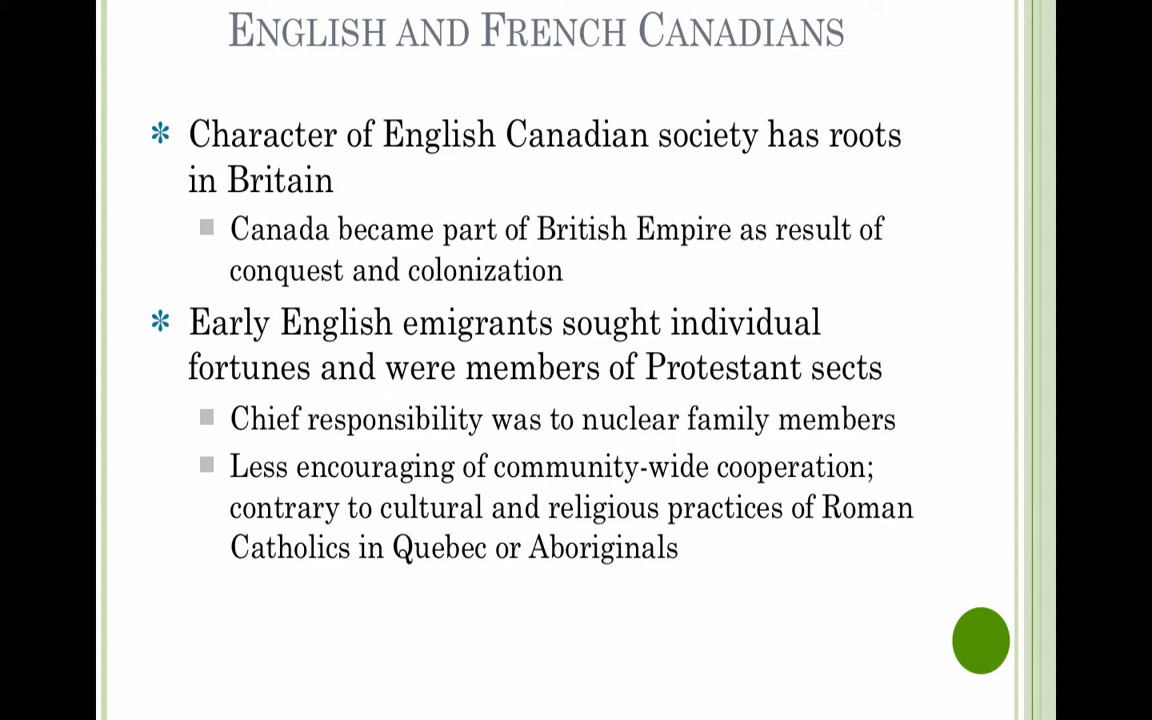 ENGLISH AND FRENCH CANADIANS
* Character of English Canadian society has roots
in Britain
■ Canada became part of British Empire as result of
conquest and colonization
* Early English emigrants sought individual
fortunes and were members of Protestant sects
■ Chief responsibility was to nuclear family members
■ Less encouraging of community-wide cooperation;
contrary to cultural and religious practices of Roman
Catholics in Quebec or Aboriginals